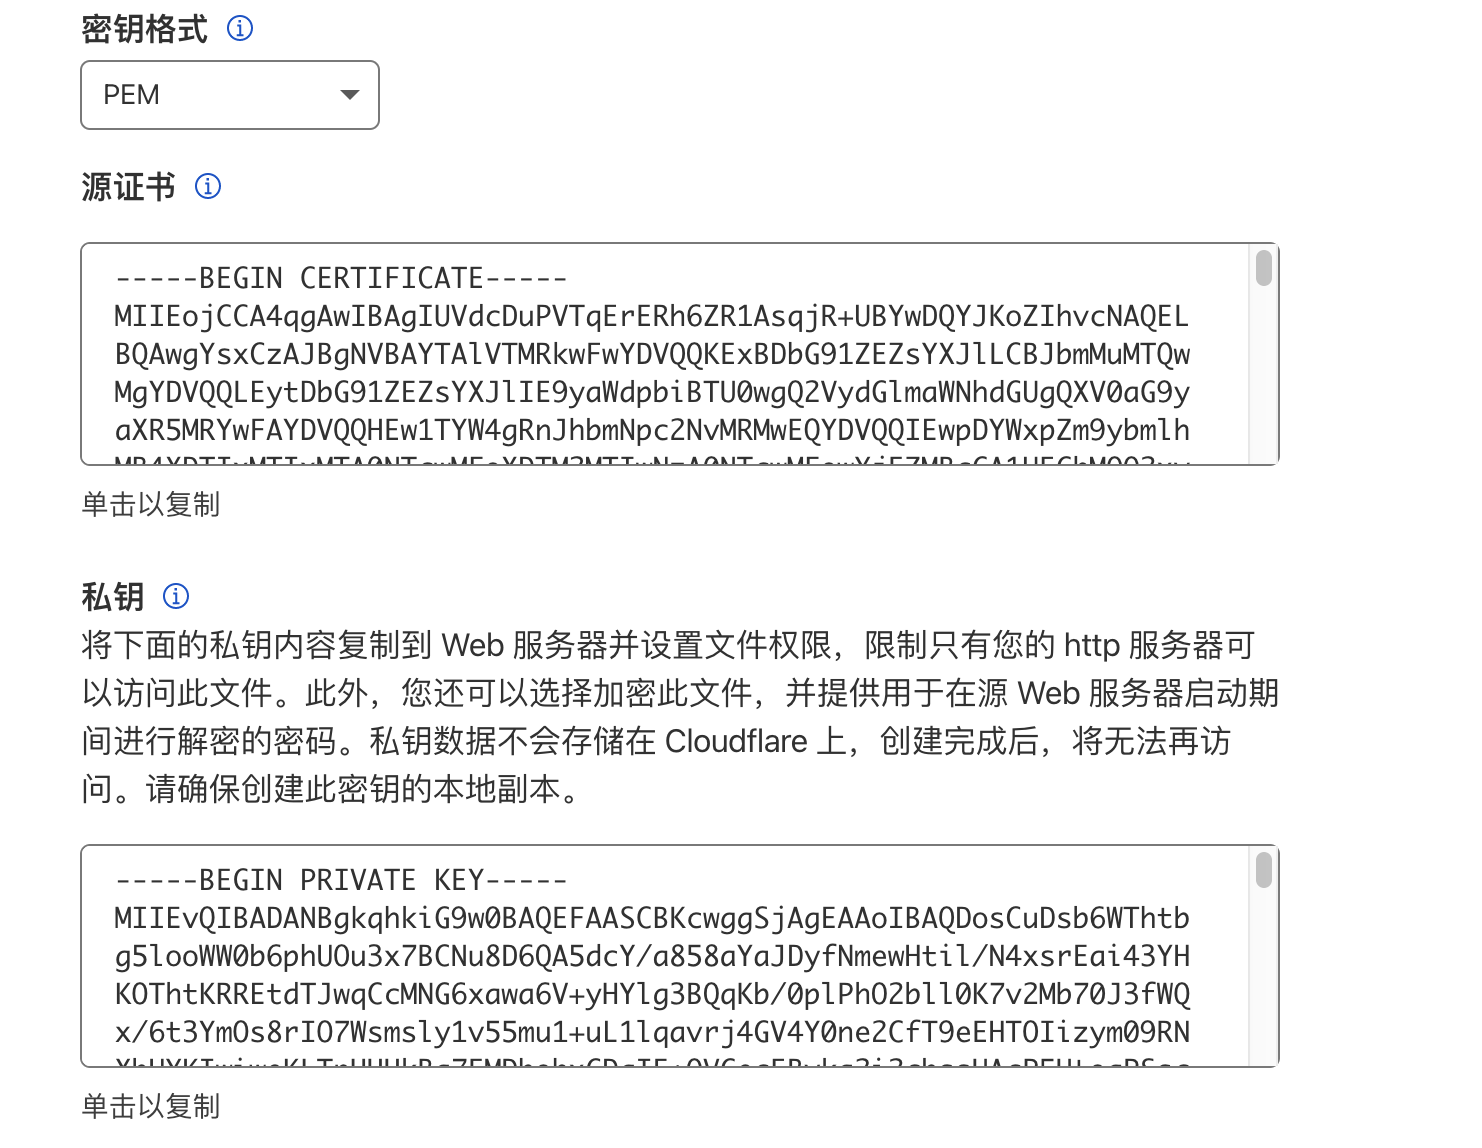 密钥格式
PEM
源证书
-----BEGIN CERTIFICATE-----
MIIEojCCA4qgAwIBAgIUVdcDuPVTqErERh6ZR1AsqjR+UBYwDQYJKoZIhvcNAQEL
BQAwgYsxCzAJBgNVBAYTAlVTMRkwFwYDVQQKExBDbG91ZEZsYXJlLCBJbmMuMTQw
MgYDVQQLEytDbG91ZEZsYXJlIE9yaWdpbiBTU0wgQ2VydGlmaWNhdGUgQXV0aG9y
aXR5MRYwFAYDVQQHEw1TYW4gRnJhbmNpc2NvMRMwEQYDVQQIEwpDYWxpZm9ybmlh
单击以复制
私钥
将下面的私钥内容复制到 Web 服务器并设置文件权限，限制只有您的 http 服务器可
以访问此文件。此外，您还可以选择加密此文件，并提供用于在源 Web 服务器启动期
间进行解密的密码。私钥数据不会存储在 Cloudflare 上，创建完成后，将无法再访
问。请确保创建此密钥的本地副本。
-----BEGIN PRIVATE KEY-----
MIIEvQIBADANBgkqhkiG9w0BAQEFAASCBKcwggSjAgEAAoIBAQDosCuDsb6WThtb
g5looWW0b6phUOu3x7BCNu8D6QA5dcY/a858aYaJDyfNmewHtil/N4xsrEai43YH
KOThtKRREtdTJwqCcMNG6xawa6V+yHYlg3BQqKb/0plPhO2bll0K7v2Mb70J3fWQ
x/6t3YmOs8rIO7Wsmsly1v55mu1+uL1lqavrj4GV4Y0ne2CfT9eEHTOIizym09RN
单击以复制